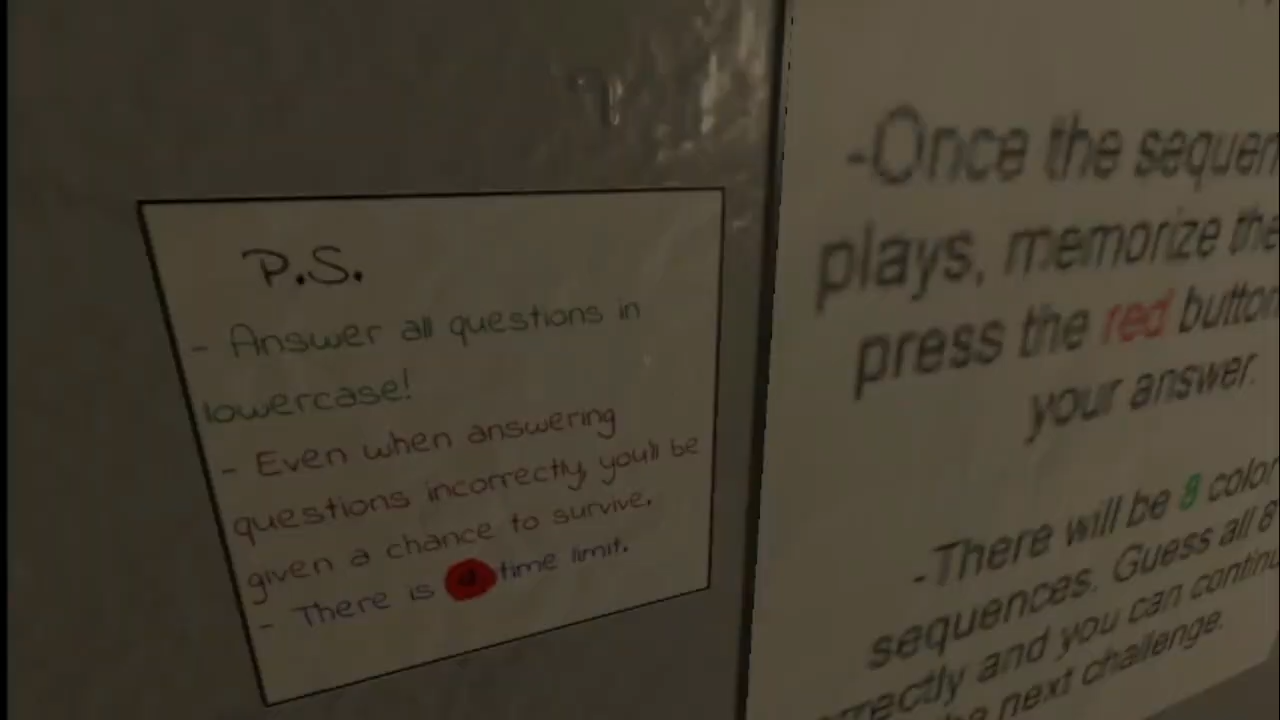 P.S.
- Answer all questions in
lowercase!
- Even when answering
questions incorrectly, you'll be
given a chance to survive.
- There is a time limit.
-Once the sequen
plays, memorize the
press the red button
your answer.
-There will be 8 color
sequences. Guess all 8
rrectly and you can continu
he next challenge.